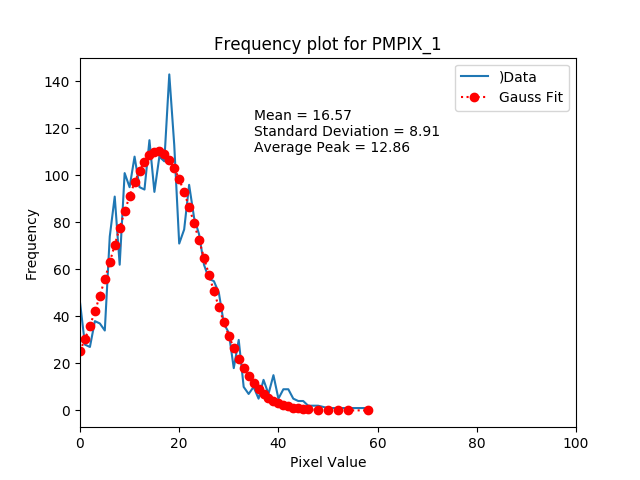 Frequency plot for PMPIX_1
)Data
Gauss Fit
Mean = 16.57
Standard Deviation = 8.91
Average Peak = 12.86
Frequency
140
120
100
80
60
40
20
0
0 20 40 60 80 100
Pixel Value